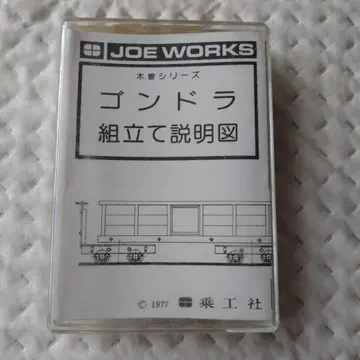 JOE WORKS
木曽シリーズ
ゴンドラ
組立て説明図
© 1977 乗工社